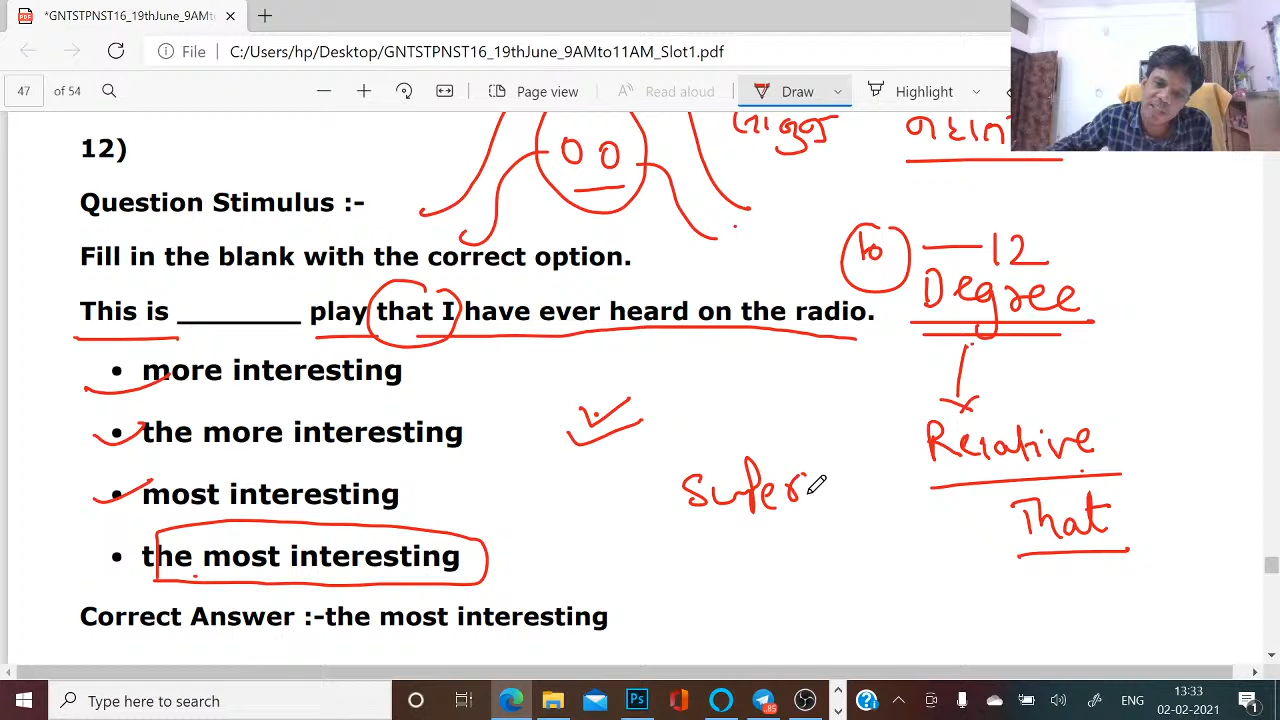 *GNTSTPNST16_19thJune_9AMt
File
C:/Users/hp/Desktop/GNTSTPNST16_19thJune_9AMto11AM_Slot1.pdf
47 of 54
Page view
Read aloud
Draw
Highlight
12)
Question Stimulus :-
Fill in the blank with the correct option.
This is ________ play that I have ever heard on the radio.
to
12
Degree
Relative
That
• more interesting
• the more interesting
• most interesting
• the most interesting
Super
Correct Answer :-the most interesting
Type here to search
Ps
85
ENG
13:33
02-02-2021